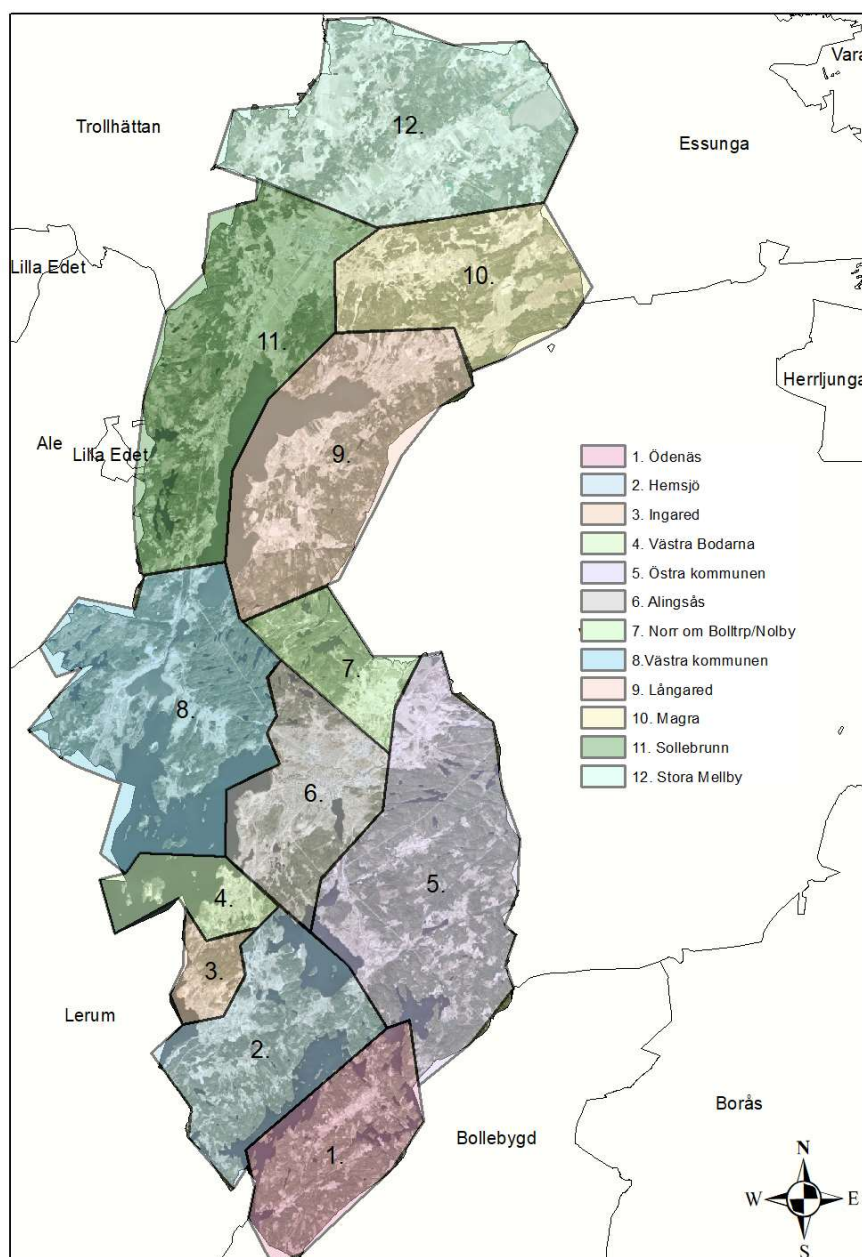 Vara
Trollhättan
12.
Essunga
Lilla Edet
10.
11.
Herrljunga
Ale
Lilla Edet
9.
1. Ödenäs
2. Hemsjö
3. Ingared
4. Västra Bodarna
5. Östra kommunen
6. Alingsås
7. Norr om Bolltrp/Nolby
8.Västra kommunen
9. Långared
10. Magra
11. Sollebrunn
12. Stora Mellby
7.
8.
6.
5.
4.
3.
Lerum
2.
Borås
Bollebygd
1.
N
W
E
S